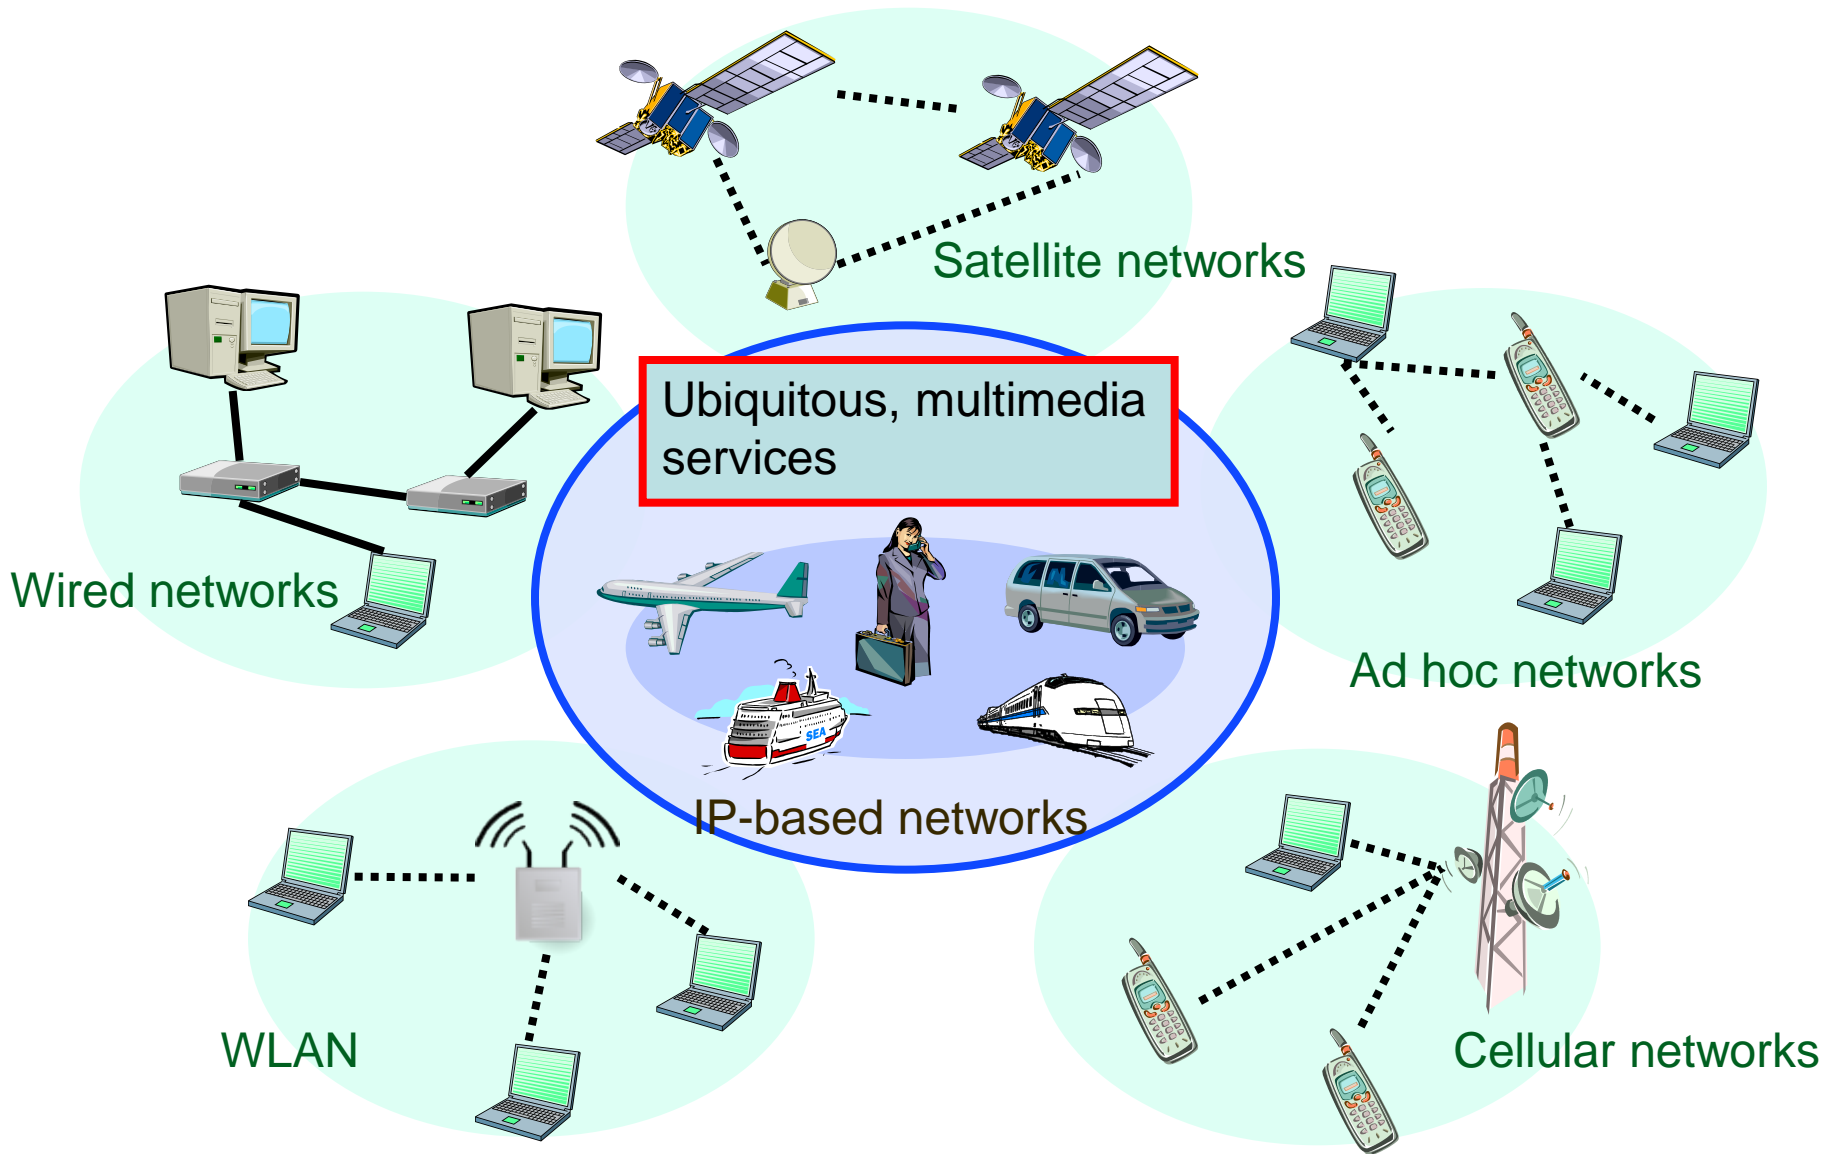 Satellite networks
Ubiquitous, multimedia
services
Wired networks
Ad hoc networks
SEA
IP-based networks
WLAN
Cellular networks